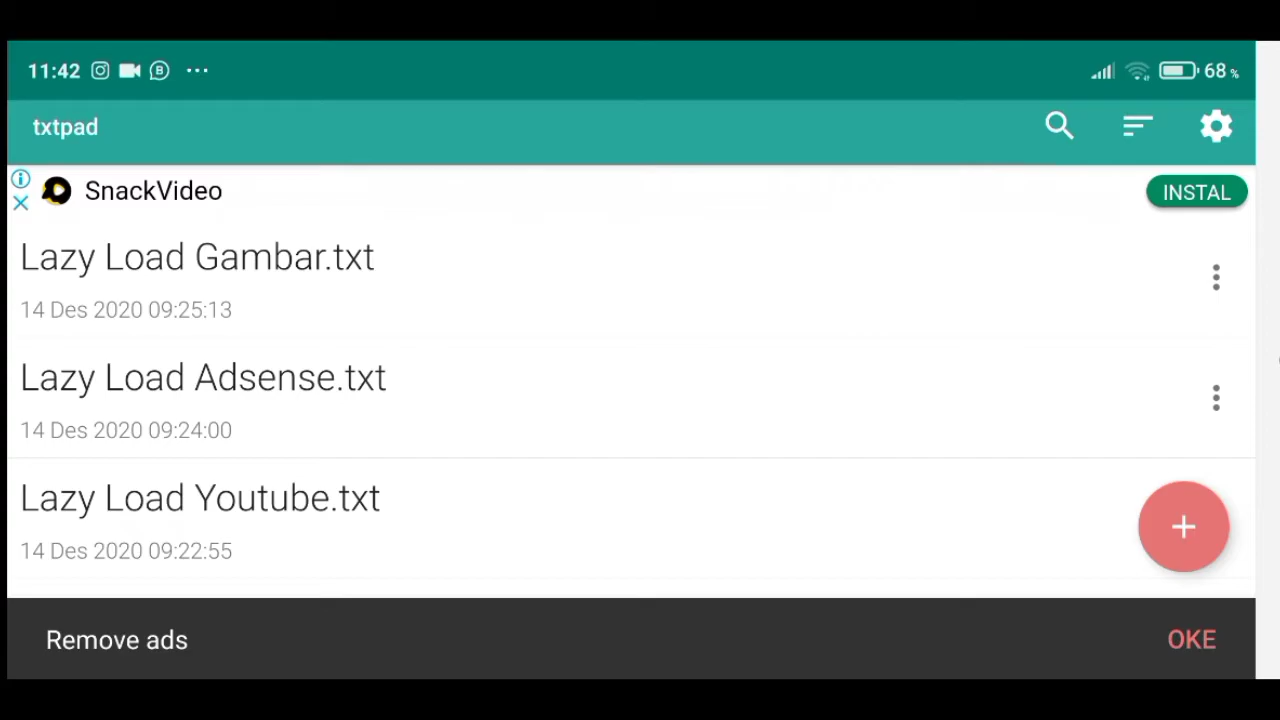 11:42 68 %
txtpad
SnackVideo INSTAL
Lazy Load Gambar.txt
14 Des 2020 09:25:13
Lazy Load Adsense.txt
14 Des 2020 09:24:00
Lazy Load Youtube.txt
14 Des 2020 09:22:55
Remove ads OKE